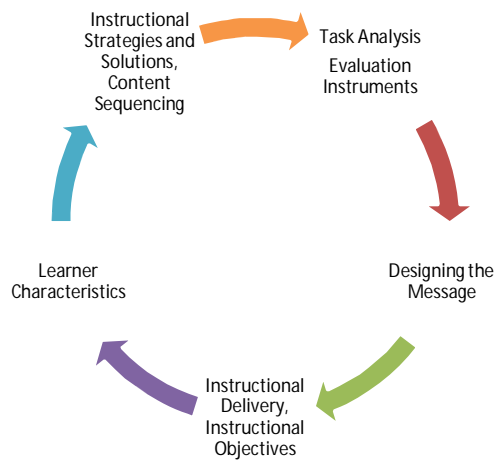 Instructional
Strategies and
Solutions,
Content
Sequencing
Task Analysis
Evaluation
Instruments
Designing the
Message
Instructional
Delivery,
Instructional
Objectives
Learner
Characteristics